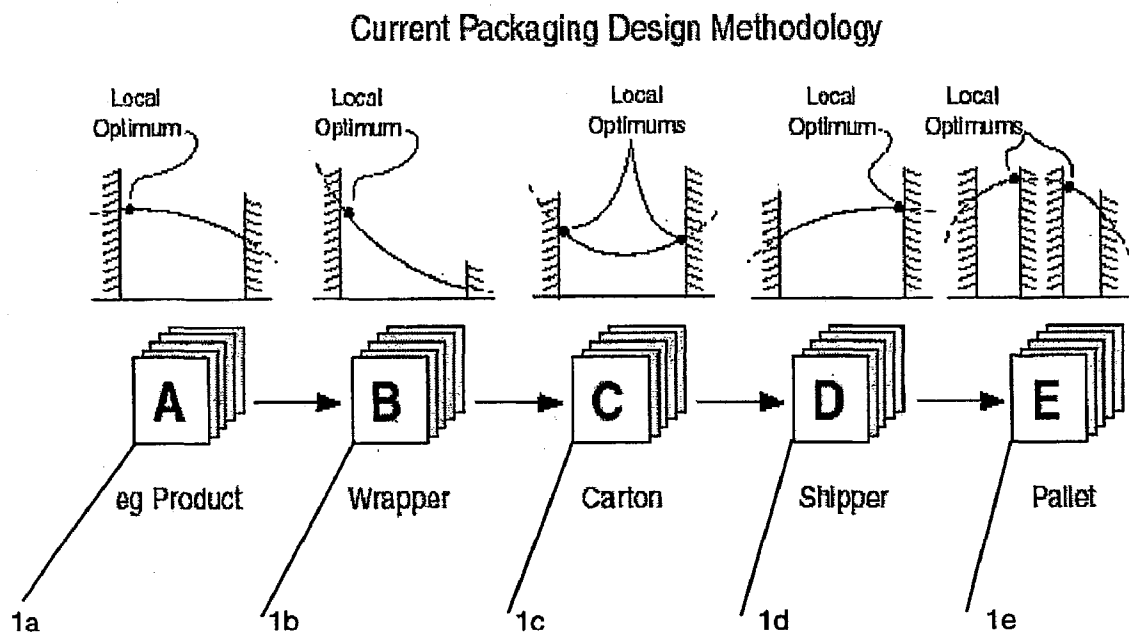 Current Packaging Design Methodology
Local
Optimum
Local
Optimum
Local
Optimums
Local
Optimum
Local
Optimums
A
B
C
D
E
eg Product
Wrapper
Carton
Shipper
Pallet
1a
1b
1c
1d
1e